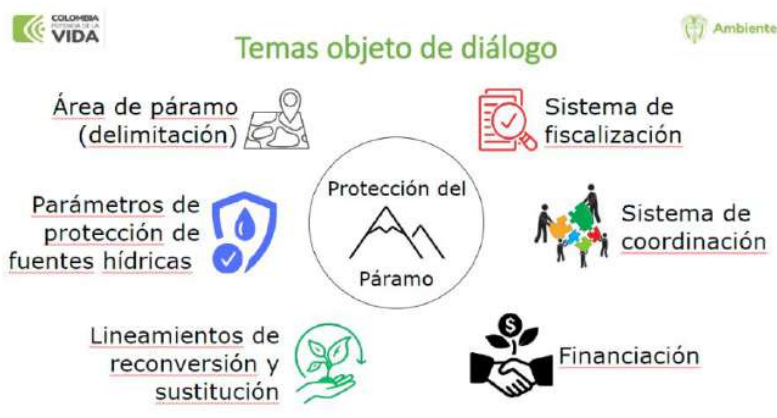 COLOMBIA
POTENCIA DE LA
VIDA
Ambiente
Temas objeto de diálogo
Área de páramo
(delimitación)
Sistema de
fiscalización
Protección del
Páramo
Parámetros de
protección de
fuentes hídricas
Sistema de
coordinación
Lineamientos de
reconversión y
sustitución
Financiación